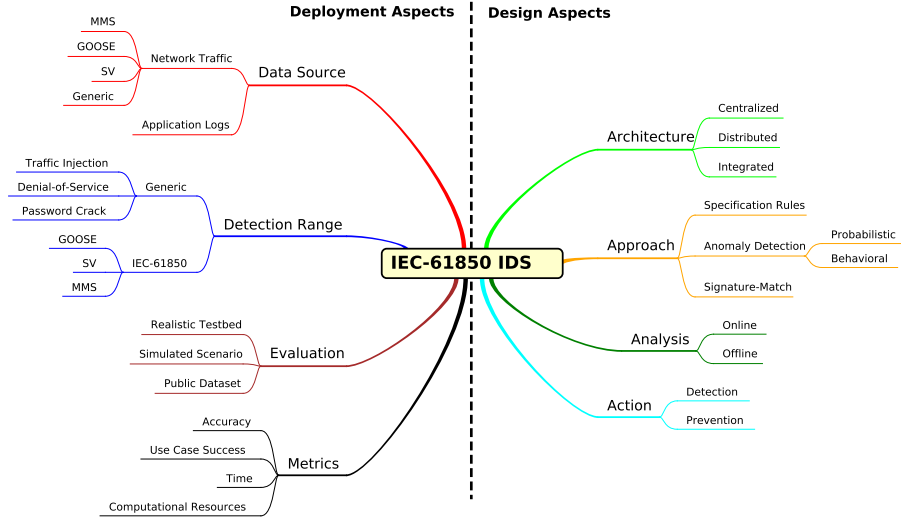 Deployment Aspects
Design Aspects
MMS
GOOSE
SV
Generic
Network Traffic
Application Logs
Data Source
Traffic Injection
Denial-of-Service
Password Crack
Generic
GOOSE
SV
MMS
IEC-61850
Detection Range
Realistic Testbed
Simulated Scenario
Public Dataset
Evaluation
Accuracy
Use Case Success
Time
Computational Resources
Metrics
IEC-61850 IDS
Architecture
Centralized
Distributed
Integrated
Approach
Specification Rules
Anomaly Detection
Probabilistic
Behavioral
Signature-Match
Analysis
Online
Offline
Action
Detection
Prevention